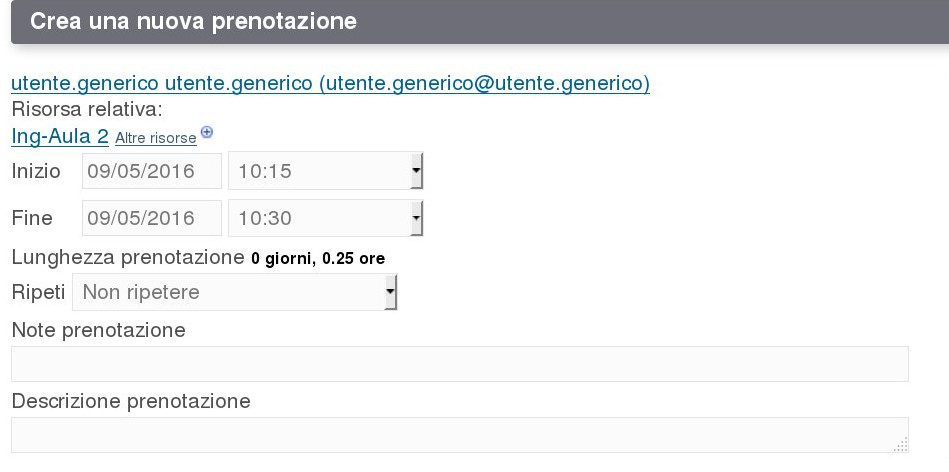 Crea una nuova prenotazione
utente.generico utente.generico (utente.generico@utente.generico)
Risorsa relativa:
Ing-Aula 2 Altre risorse
Inizio 09/05/2016 10:15
Fine 09/05/2016 10:30
Lunghezza prenotazione 0 giorni, 0.25 ore
Ripeti Non ripetere
Note prenotazione
Descrizione prenotazione